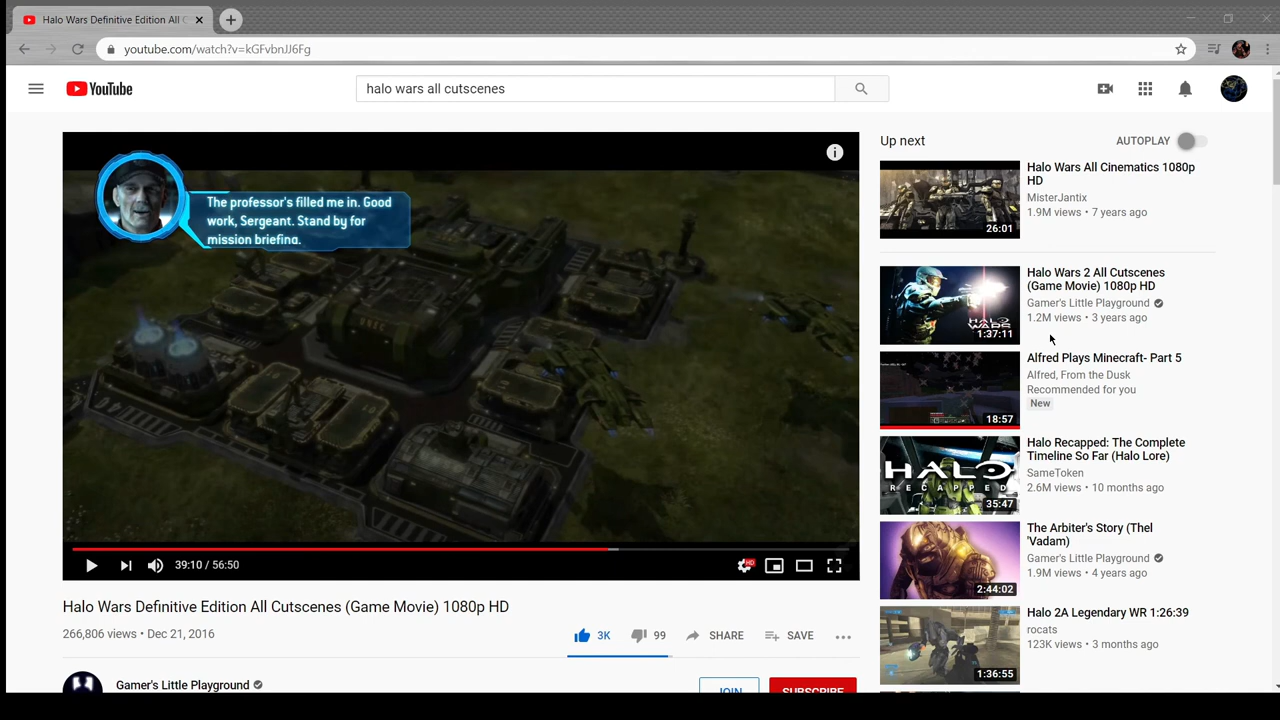 Halo Wars Definitive Edition All C
youtube.com/watch?v=kGFvbnJJ6Fg
YouTube
halo wars all cutscenes
The professor's filled me in. Good
work, Sergeant. Stand by for
mission briefing.
UNSC
39:10 / 56:50
HD
Halo Wars Definitive Edition All Cutscenes (Game Movie) 1080p HD
266,806 views • Dec 21, 2016
3K
99
SHARE
SAVE
Gamer's Little Playground
JOIN
SUBSCRIBE
Up next
AUTOPLAY
26:01
Halo Wars All Cinematics 1080p
HD
MisterJantix
1.9M views • 7 years ago
HALO
WARS
1:37:11
Halo Wars 2 All Cutscenes
(Game Movie) 1080p HD
Gamer's Little Playground
1.2M views • 3 years ago
18:57
Alfred Plays Minecraft- Part 5
Alfred, From the Dusk
Recommended for you
New
HALO
RECAPPED
35:47
Halo Recapped: The Complete
Timeline So Far (Halo Lore)
SameToken
2.6M views • 10 months ago
2:44:02
The Arbiter's Story (Thel
'Vadam)
Gamer's Little Playground
1.9M views • 4 years ago
1:36:55
Halo 2A Legendary WR 1:26:39
rocats
123K views • 3 months ago